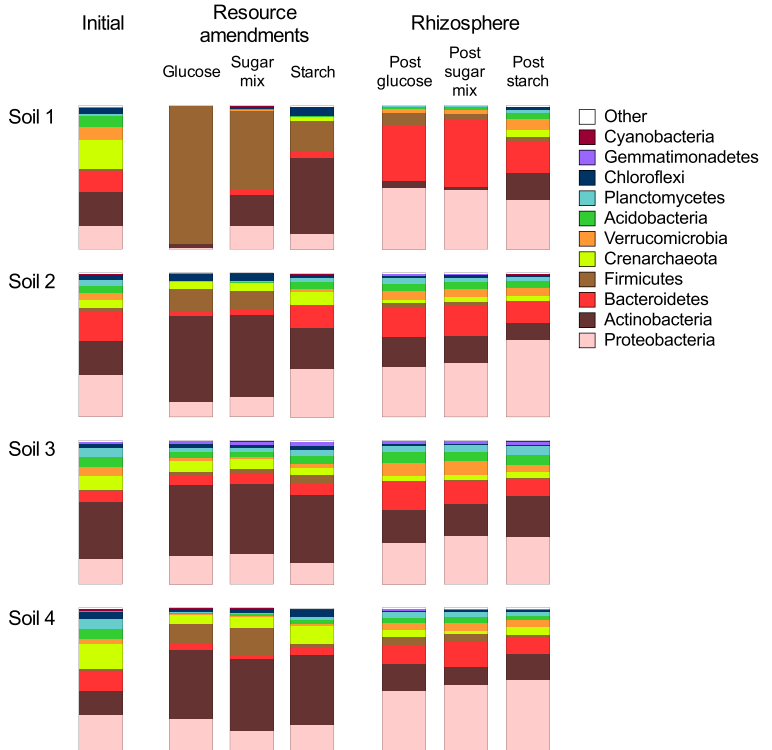 Initial
Resource
amendments
Rhizosphere
Glucose
Sugar
mix
Starch
Post
glucose
Post
sugar
mix
Post
starch
Soil 1
Soil 2
Soil 3
Soil 4
Other
Cyanobacteria
Gemmatimonadetes
Chloroflexi
Planctomycetes
Acidobacteria
Verrucomicrobia
Crenarchaeota
Firmicutes
Bacteroidetes
Actinobacteria
Proteobacteria